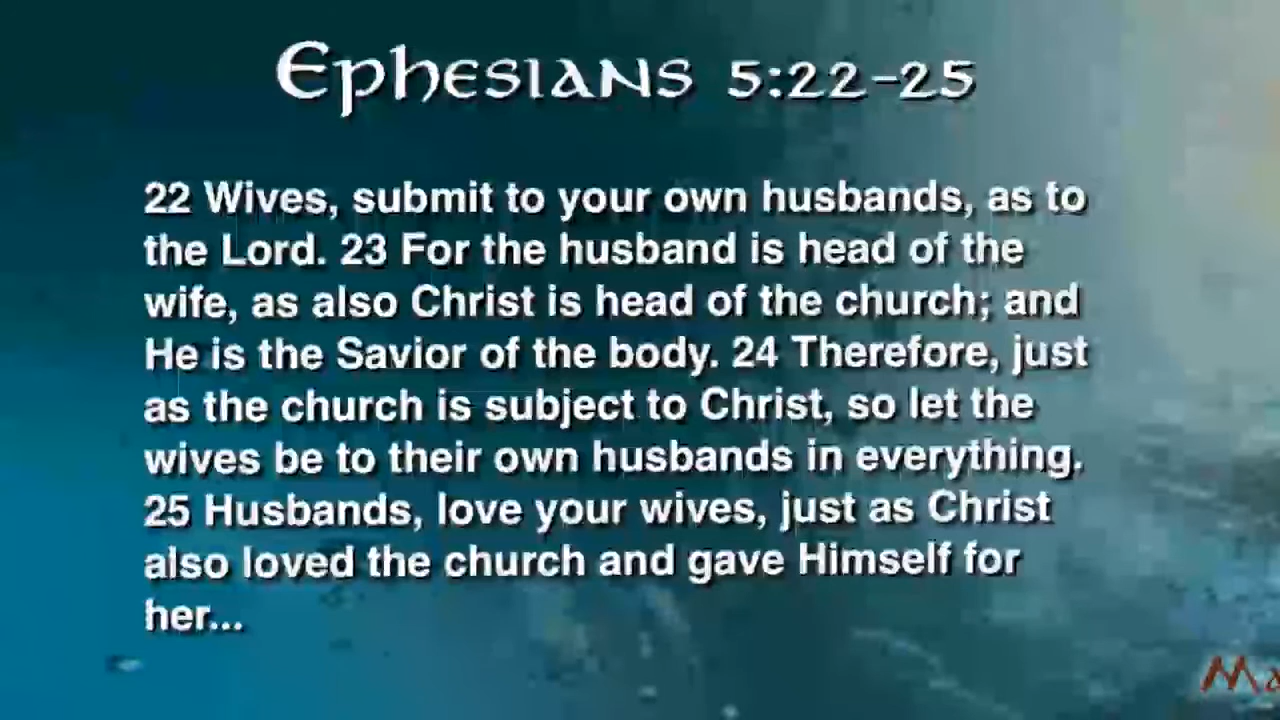 Ephesians 5:22-25
22 Wives, submit to your own husbands, as to
the Lord. 23 For the husband is head of the
wife, as also Christ is head of the church; and
He is the Savior of the body. 24 Therefore, just
as the church is subject to Christ, so let the
wives be to their own husbands in everything.
25 Husbands, love your wives, just as Christ
also loved the church and gave Himself for
her...